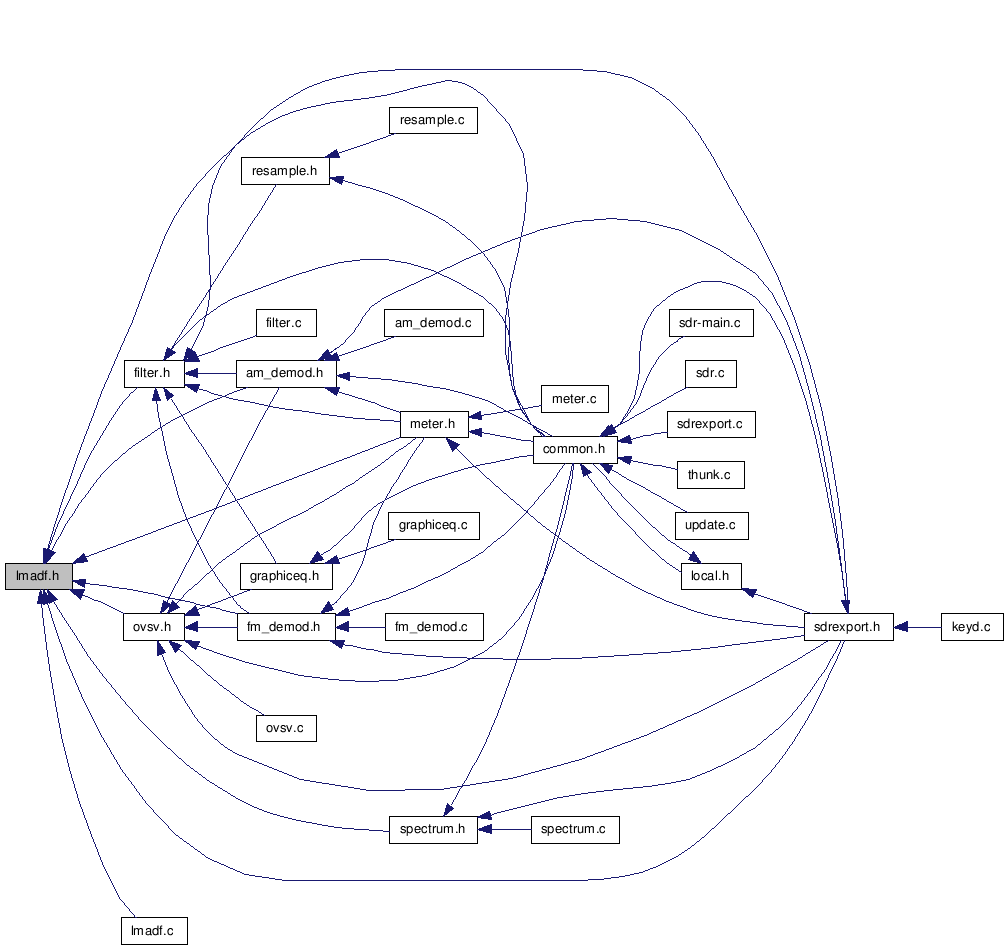 resample.c
resample.h
filter.c
am_demod.c
sdr-main.c
filter.h
am_demod.h
sdr.c
meter.c
meter.h
sdrexport.c
common.h
thunk.c
graphiceq.c
update.c
lmadf.h
graphiceq.h
local.h
ovsv.h
fm_demod.h
fm_demod.c
sdrexport.h
keyd.c
ovsv.c
spectrum.h
spectrum.c
lmadf.c